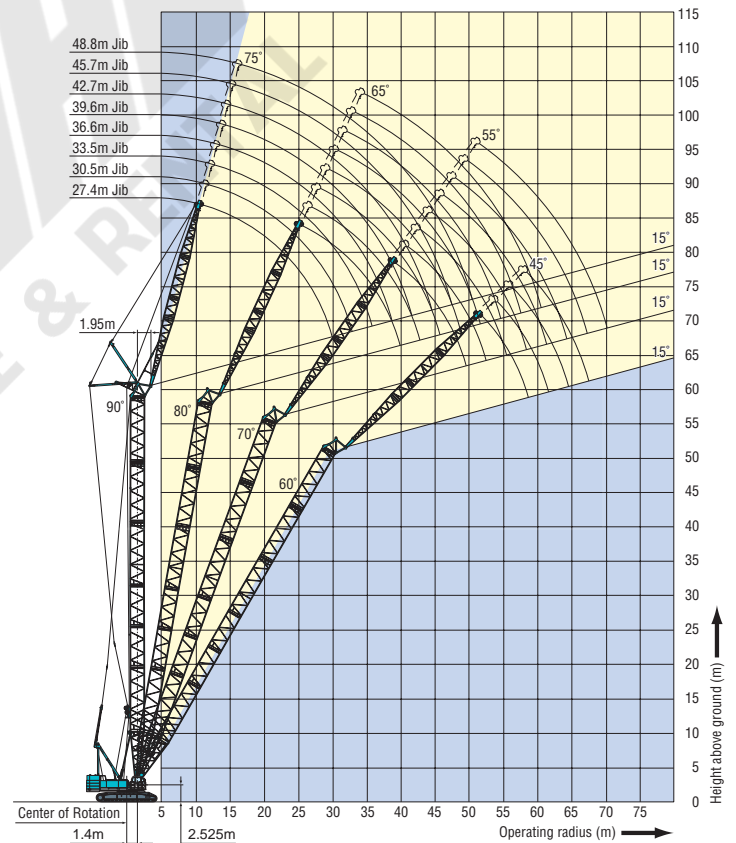 48.8m Jib
45.7m Jib
42.7m Jib
39.6m Jib
36.6m Jib
33.5m Jib
30.5m Jib
27.4m Jib
75˚
65˚
55˚
45˚
15˚
15˚
15˚
15˚
1.95m
90˚
80˚
70˚
60˚
115
110
105
100
95
90
85
80
75
70
65
60
55
50
45
40
35
30
25
20
15
10
5
0
Height above ground (m)
5 10 15 20 25 30 35 40 45 50 55 60 65 70 75
Center of Rotation
1.4m
2.525m
Operating radius (m)
& RENTAL